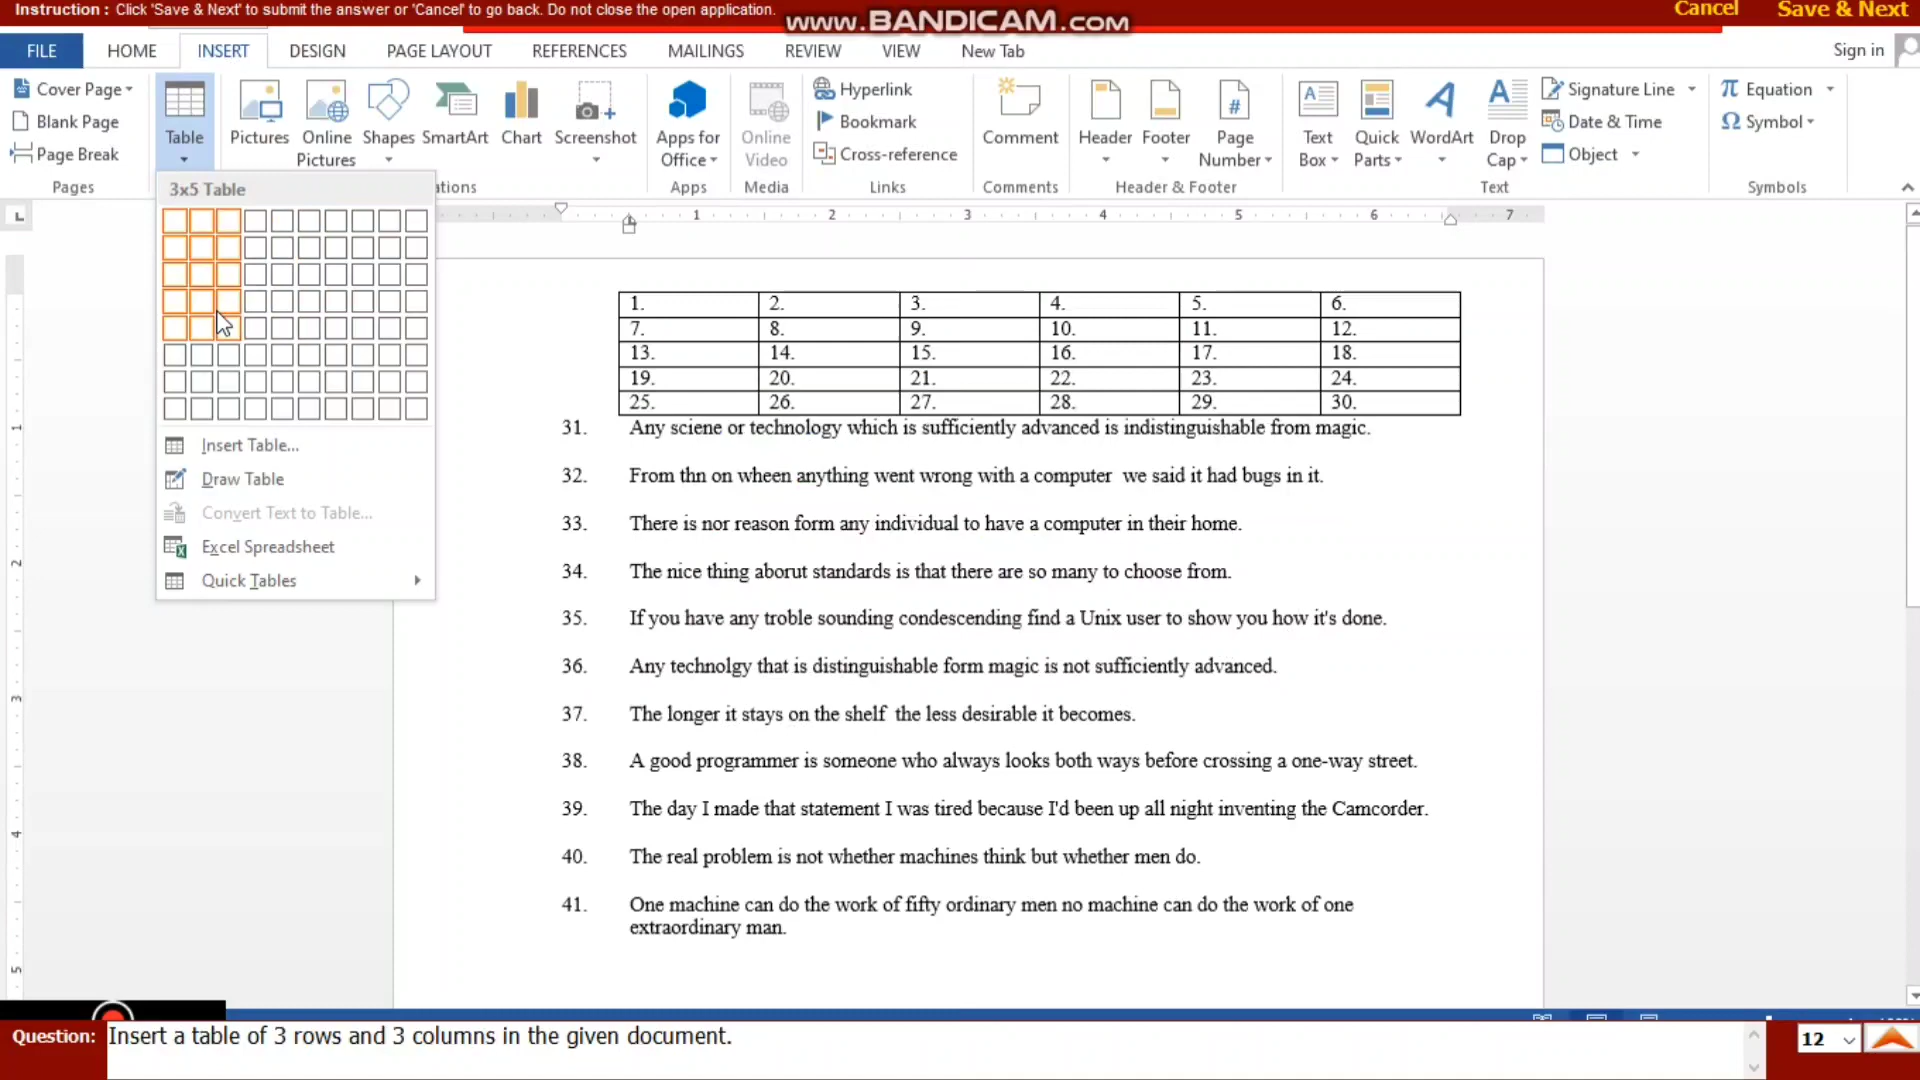 Instruction : Click 'Save & Next' to submit the answer or 'Cancel' to go back. Do not close the open application.
www.BANDICAM.com
Cancel Save & Next
FILE HOME INSERT DESIGN PAGE LAYOUT REFERENCES MAILINGS REVIEW VIEW New Tab Sign in
Cover Page
Blank Page
Page Break
Pages
Table
Pictures
Online Pictures
Shapes
SmartArt
Chart
Screenshot
ations
Apps for Office
Apps
Online Video
Media
Hyperlink
Bookmark
Cross-reference
Links
Comment
Comments
Header
Footer
Page Number
Header & Footer
Text Box
Quick Parts
WordArt
Drop Cap
Signature Line
Date & Time
Object
Text
Equation
Symbol
Symbols
3x5 Table
Insert Table...
Draw Table
Convert Text to Table...
Excel Spreadsheet
Quick Tables
L
1 2 3 4 5 6 7
1
2
3
4
5
1. 2. 3. 4. 5. 6.
7. 8. 9. 10. 11. 12.
13. 14. 15. 16. 17. 18.
19. 20. 21. 22. 23. 24.
25. 26. 27. 28. 29. 30.
31. Any sciene or technology which is sufficiently advanced is indistinguishable from magic.
32. From thn on wheen anything went wrong with a computer  we said it had bugs in it.
33. There is nor reason form any individual to have a computer in their home.
34. The nice thing aborut standards is that there are so many to choose from.
35. If you have any troble sounding condescending find a Unix user to show you how it's done.
36. Any technolgy that is distinguishable form magic is not sufficiently advanced.
37. The longer it stays on the shelf  the less desirable it becomes.
38. A good programmer is someone who always looks both ways before crossing a one-way street.
39. The day I made that statement I was tired because I'd been up all night inventing the Camcorder.
40. The real problem is not whether machines think but whether men do.
41. One machine can do the work of fifty ordinary men no machine can do the work of one
extraordinary man.
Question: Insert a table of 3 rows and 3 columns in the given document.
12